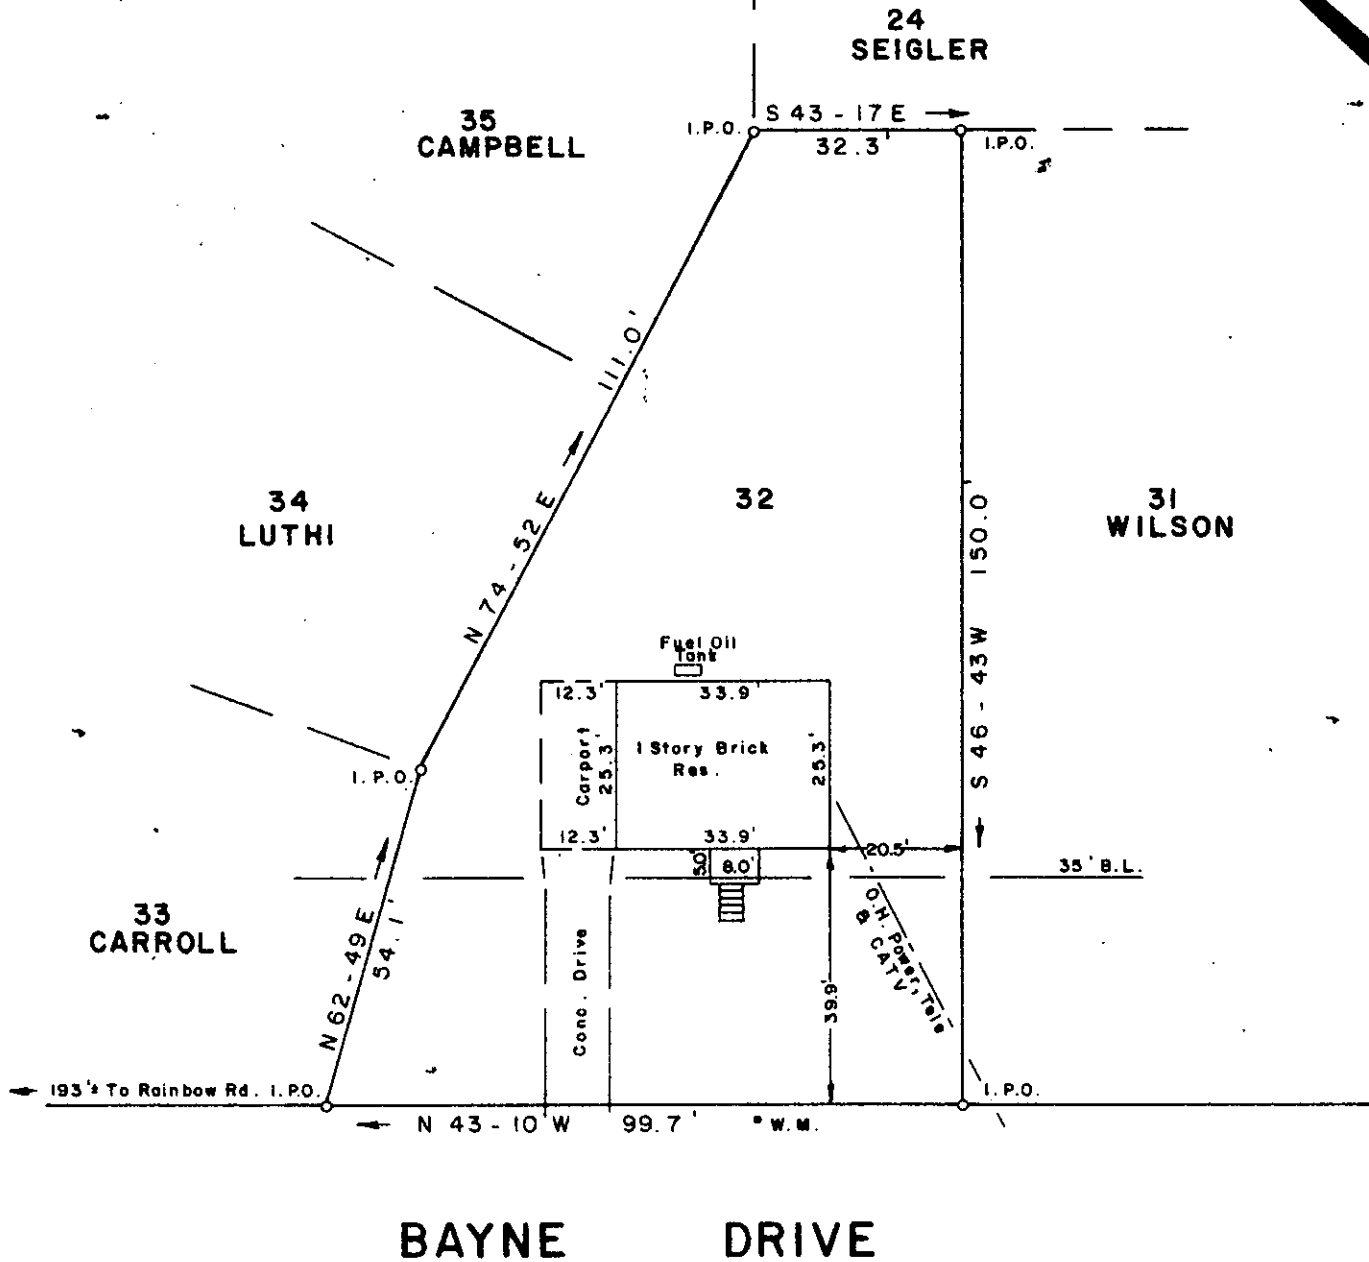 24
SEIGLER
35
CAMPBELL
I.P.O.
S 43 - 17 E
32.3'
I.P.O.
111.0'
N 74 - 52 E
34
LUTHI
32
31
WILSON
150.0'
S 46 - 43 W
Fuel Oil
Tank
12.3'
33.9'
Carport
25.3'
1 Story Brick
Res.
25.3'
I.P.O.
12.3'
33.9'
5.0'
8.0'
20.5'
35' B.L.
33
CARROLL
N 62 - 49 E
54.1'
Conc. Drive
39.9'
O.H. Power, Tele
& CATV
193'± To Rainbow Rd.
I.P.O.
I.P.O.
N 43 - 10 W
99.7'
W.M.
BAYNE DRIVE